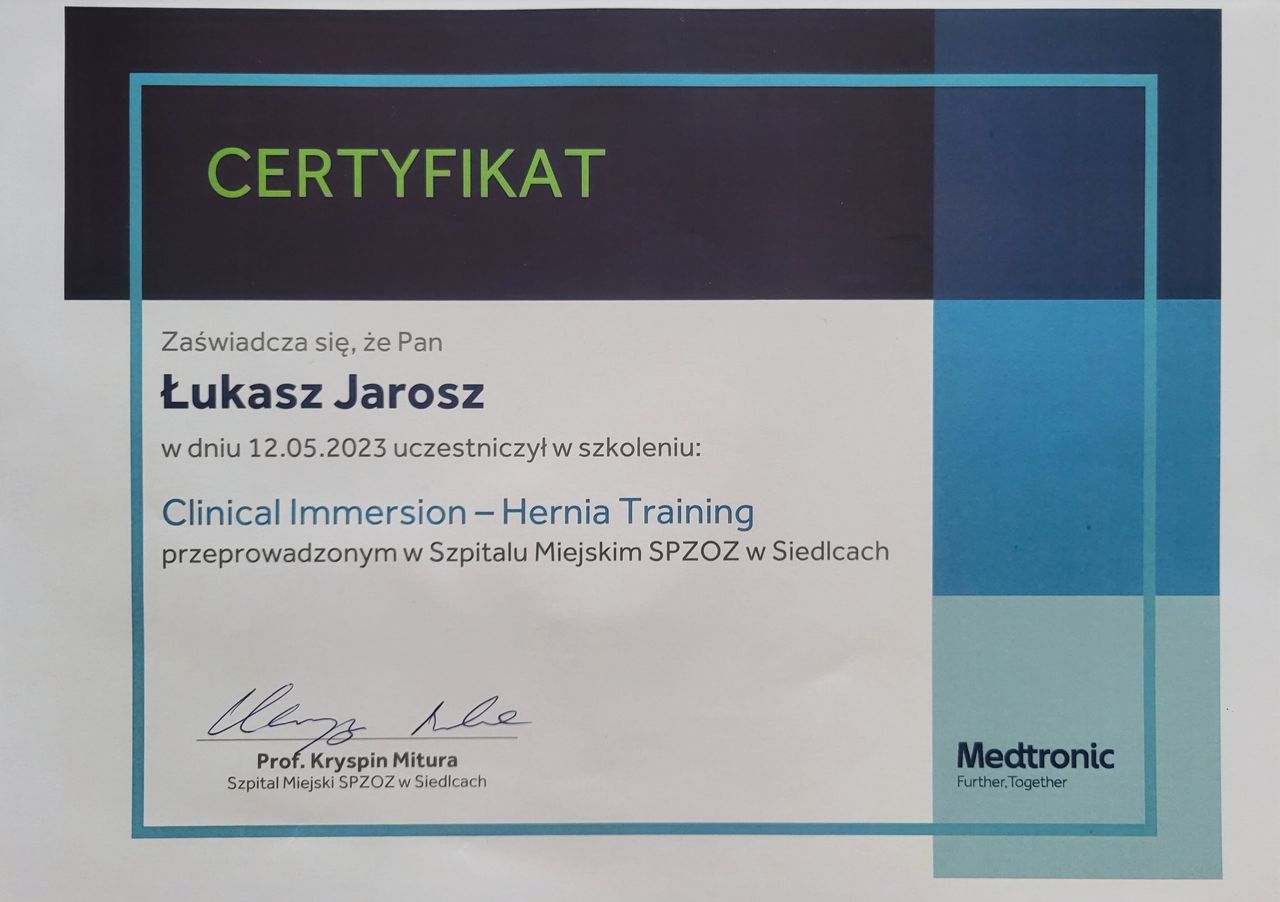 CERTYFIKAT
Zaświadcza się, że Pan
Łukasz Jarosz
w dniu 12.05.2023 uczestniczył w szkoleniu:
Clinical Immersion – Hernia Training
przeprowadzonym w Szpitalu Miejskim SPZOZ w Siedlcach
Prof. Kryspin Mitura
Szpital Miejski SPZOZ w Siedlcach
Medtronic
Further, Together